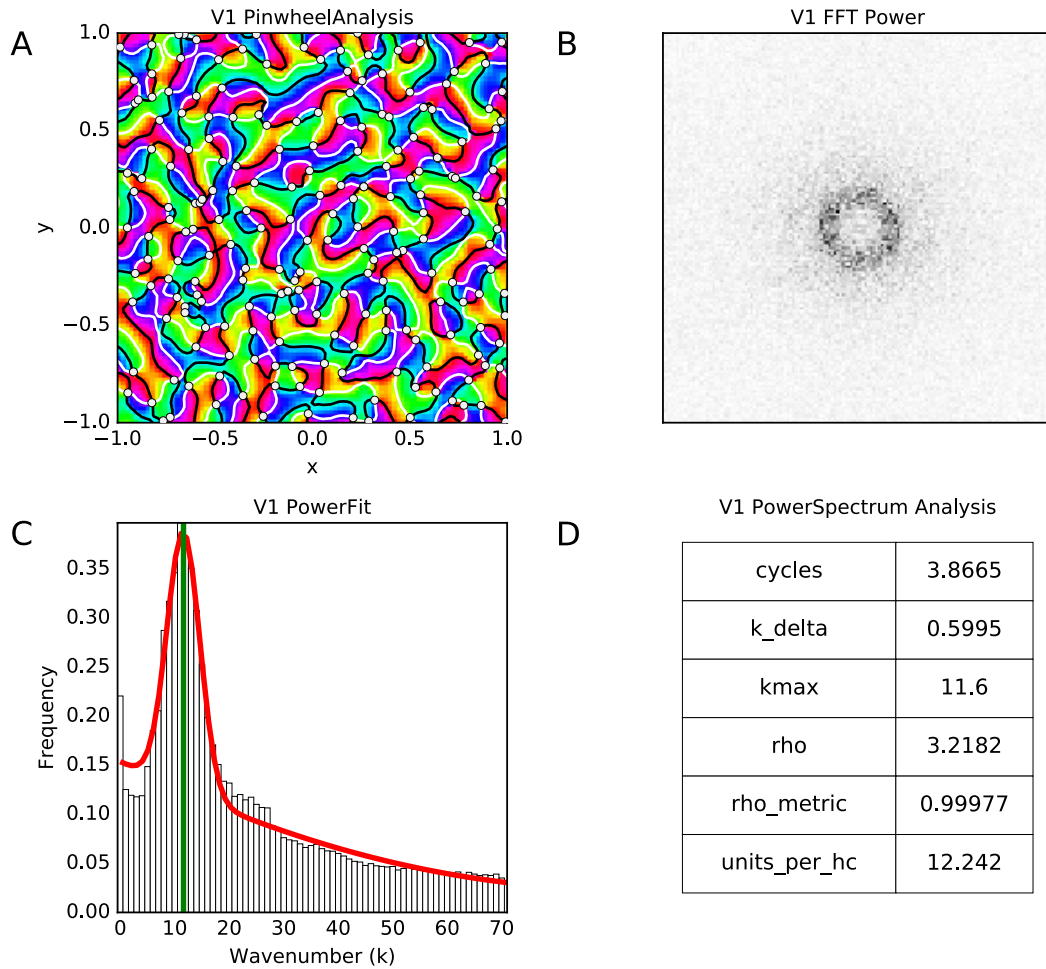 V1 PinwheelAnalysis
A
1.0
0.5
0.0
−0.5
−1.0
y
-1.0
−0.5
0.0
0.5
1.0
x
V1 FFT Power
B
V1 PowerFit
C
0.35
0.30
0.25
0.20
0.15
0.10
0.05
0.00
Frequency
0 10 20 30 40 50 60 70
Wavenumber (k)
V1 PowerSpectrum Analysis
D
cycles 3.8665
k_delta 0.5995
kmax 11.6
rho 3.2182
rho_metric 0.99977
units_per_hc 12.242